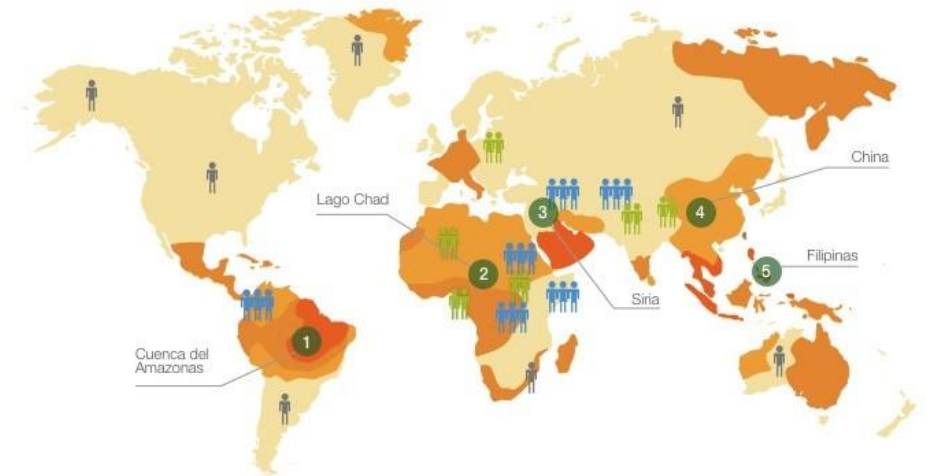 China
Lago Chad
3
4
Filipinas
2
5
Siria
1
Cuenca del
Amazonas